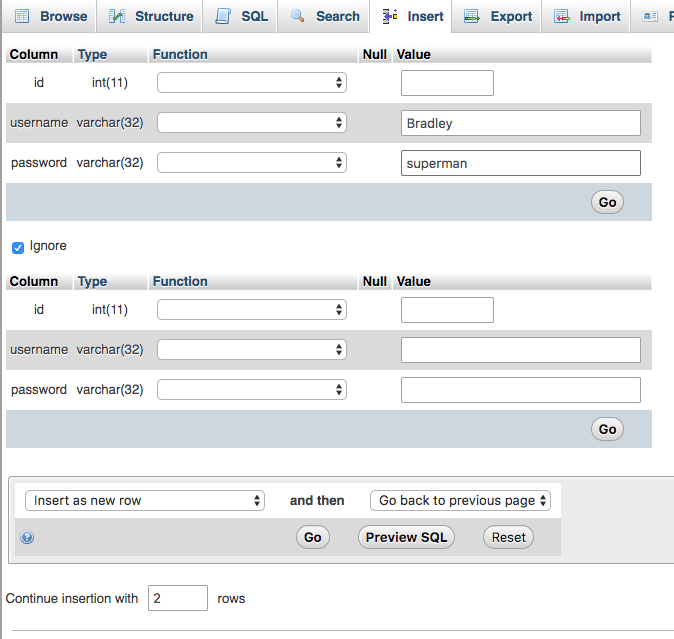 Browse Structure SQL Search Insert Export Import
Column Type Function Null Value
id int(11)
username varchar(32) Bradley
password varchar(32) superman
Go
Ignore
Column Type Function Null Value
id int(11)
username varchar(32)
password varchar(32)
Go
Insert as new row and then Go back to previous page
Go Preview SQL Reset
Continue insertion with 2 rows